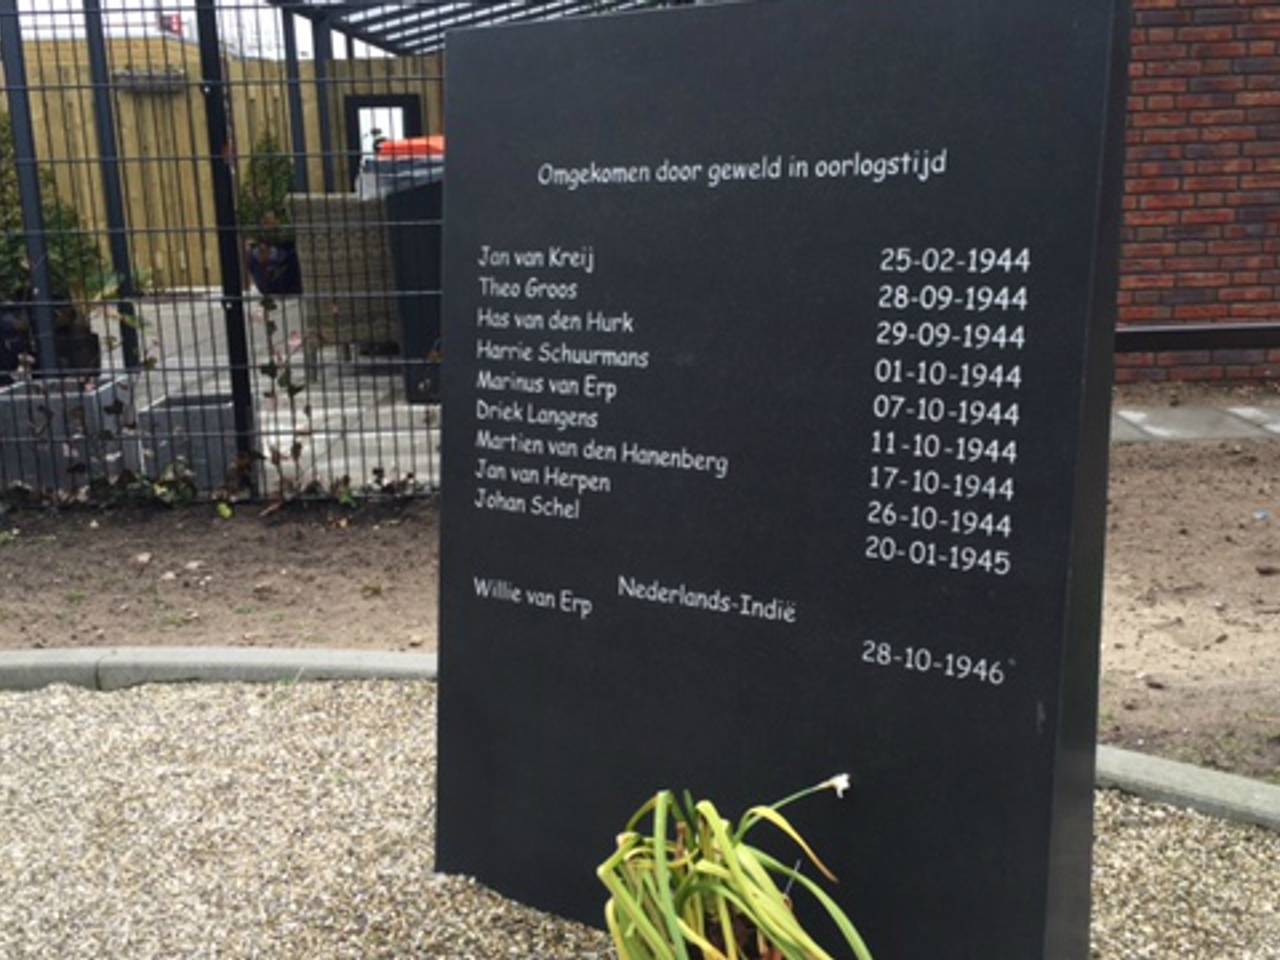 Omgekomen door geweld in oorlogstijd
Jan van Kreij 25-02-1944
Theo Groos 28-09-1944
Has van den Hurk 29-09-1944
Harrie Schuurmans 01-10-1944
Marinus van Erp 07-10-1944
Driek Langens 11-10-1944
Martien van den Hanenberg 17-10-1944
Jan van Herpen 26-10-1944
Johan Schel 20-01-1945
Nederlands-Indië
Willie van Erp 28-10-1946